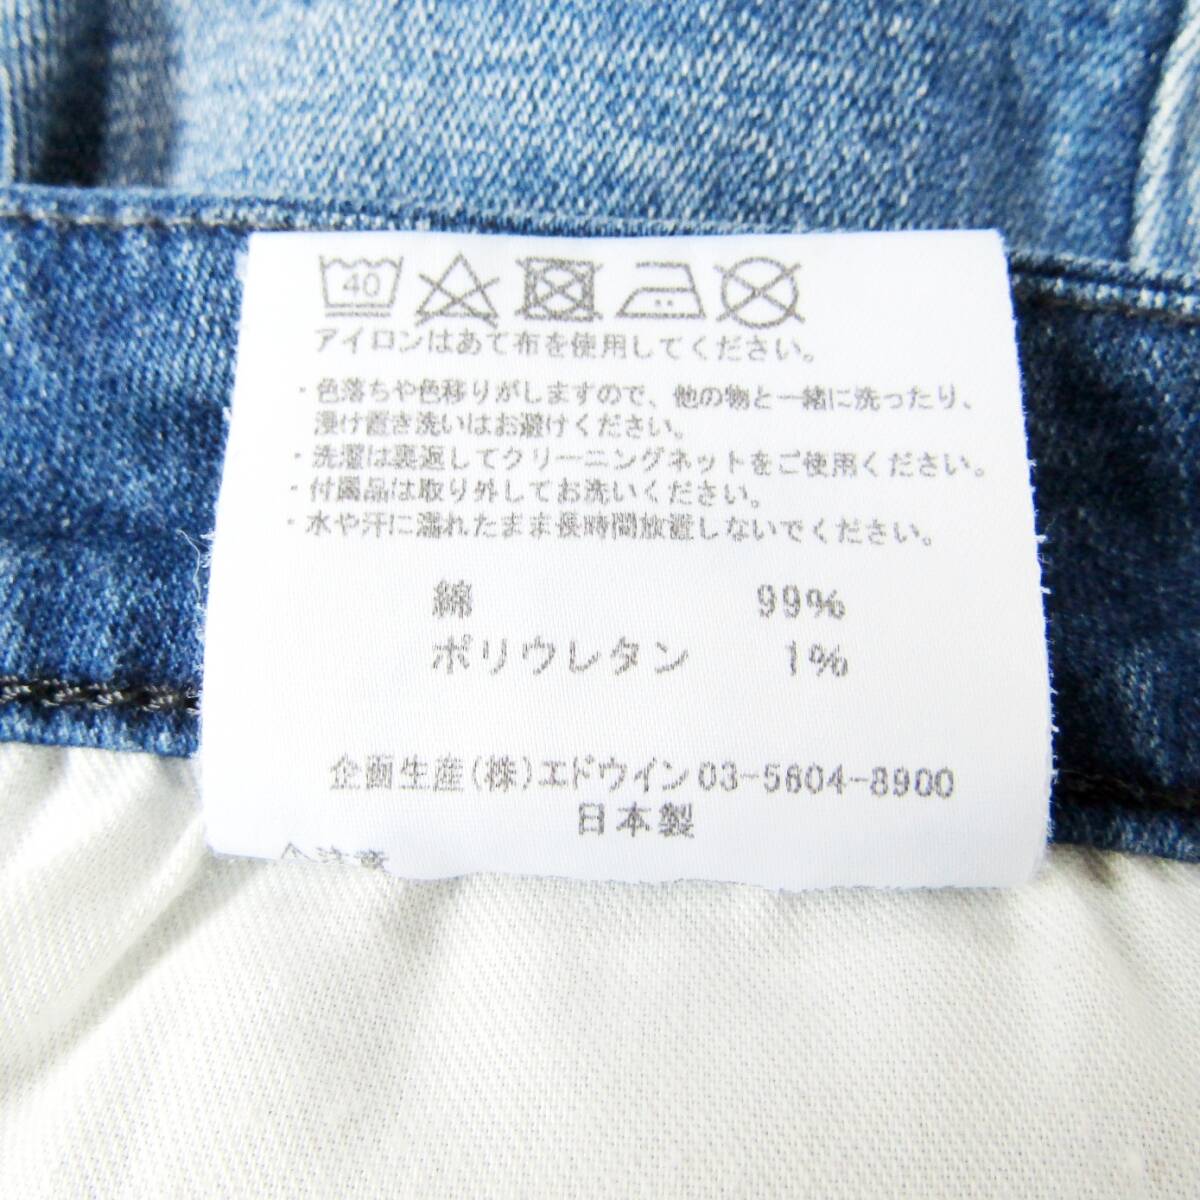 40
アイロンはあて布を使用してください。
・色落ちや色移りがしますので、他の物と一緒に洗ったり、
浸け置き洗いはお避けください。
・洗濯は裏返してクリーニングネットをご使用ください。
・付属品は取り外してお洗いください。
・水や汗に濡れたまま長時間放置しないでください。
綿 99%
ポリウレタン 1%
企画生産(株)エドウイン03-5604-8900
日本製
⚠注意